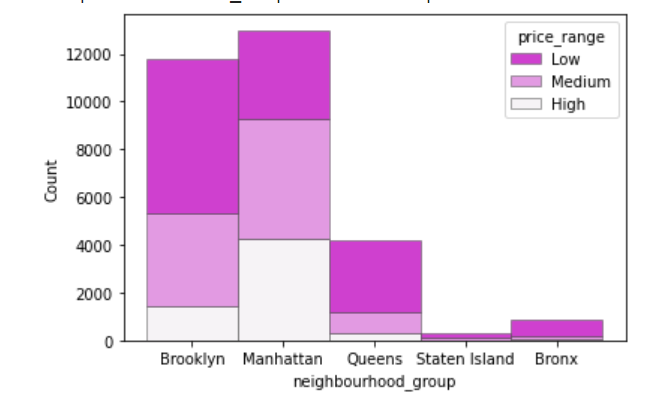 price_range
Low
Medium
High
12000
10000
8000
6000
4000
2000
0
Count
Brooklyn Manhattan Queens Staten Island Bronx
neighbourhood_group